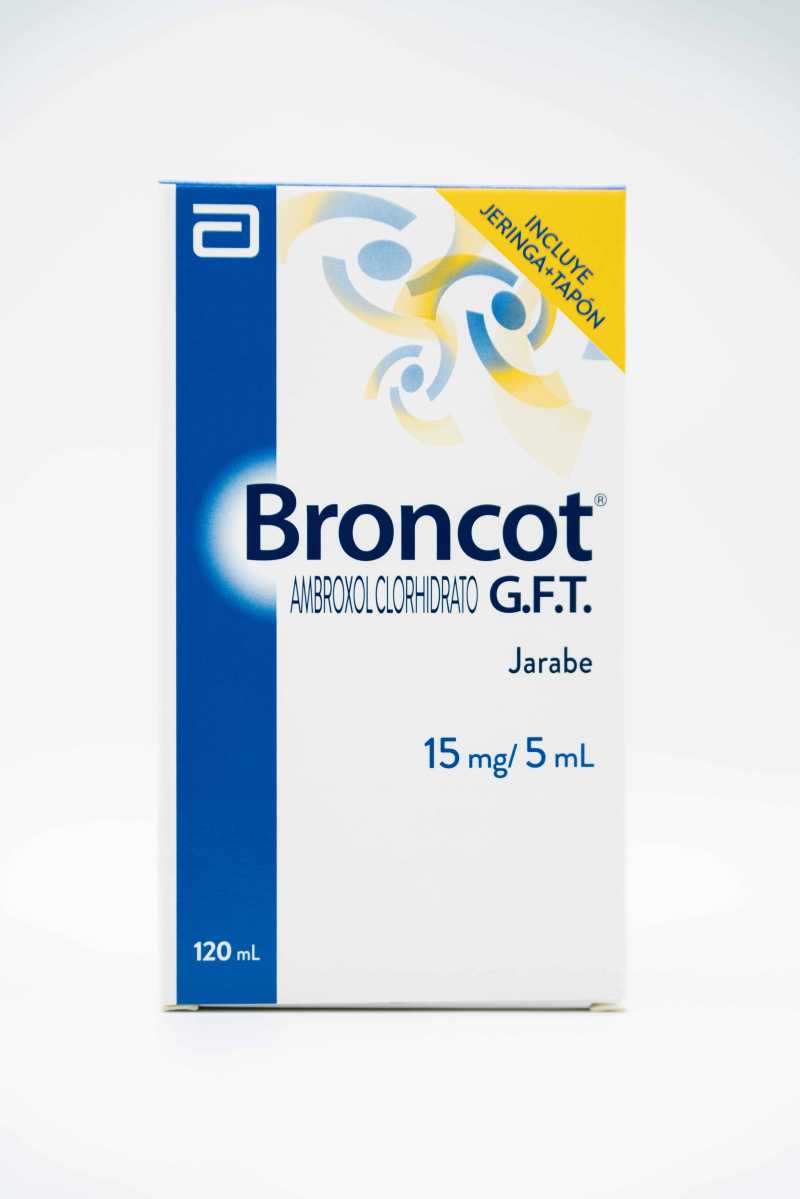 INCLUYE
JERINGA+TAPÓN
Broncot®
AMBROXOL CLORHIDRATO G.F.T.
Jarabe
15 mg/ 5 mL
120 mL